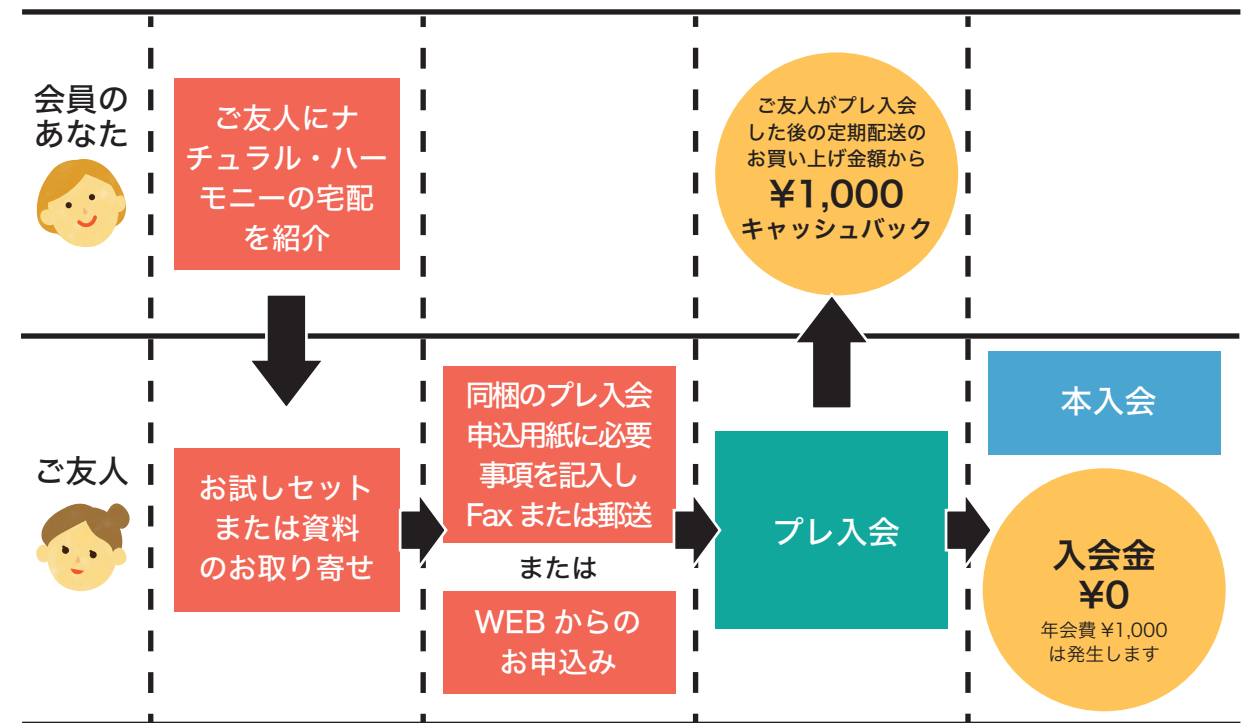 会員の
あなた
ご友人にナ
チュラル・ハー
モニーの宅配
を紹介
ご友人がプレ入会
した後の定期配送の
お買い上げ金額から
¥1,000
キャッシュバック
ご友人
お試しセット
または資料
のお取り寄せ
同梱のプレ入会
申込用紙に必要
事項を記入し
Fax または郵送
または
WEB からの
お申込み
プレ入会
本入会
入会金
¥0
年会費 ¥1,000
は発生します